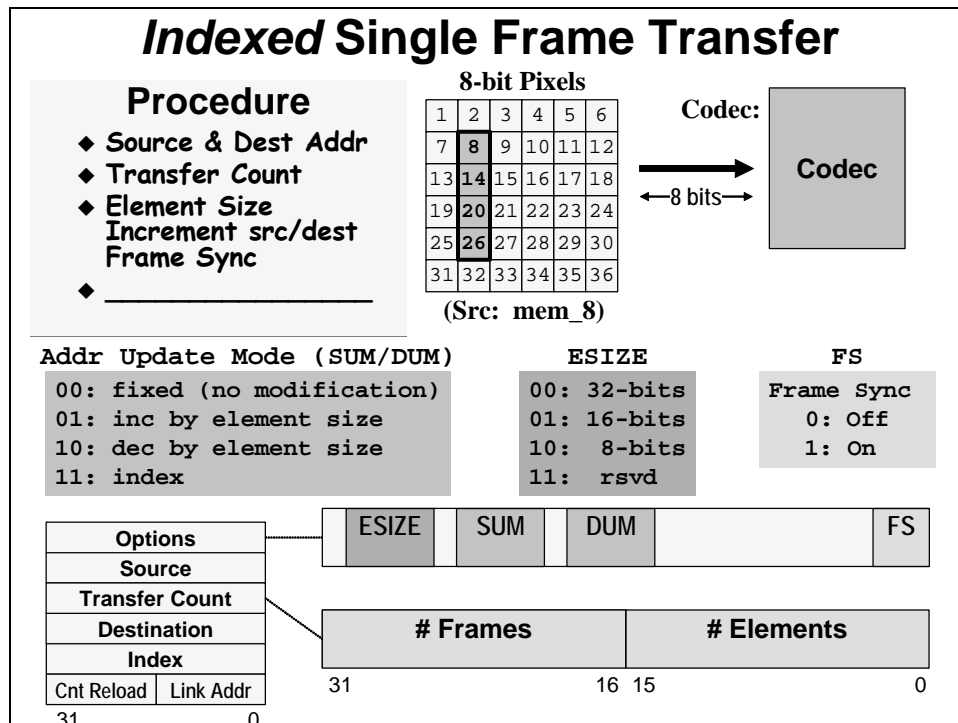 Indexed Single Frame Transfer
Procedure
◆ Source & Dest Addr
◆ Transfer Count
◆ Element Size
Increment src/dest
Frame Sync
◆ ________________
8-bit Pixels
1 2 3 4 5 6
7 8 9 10 11 12
13 14 15 16 17 18
19 20 21 22 23 24
25 26 27 28 29 30
31 32 33 34 35 36
(Src: mem_8)
Codec:
8 bits
Codec
Addr Update Mode (SUM/DUM)
00: fixed (no modification)
01: inc by element size
10: dec by element size
11: index
ESIZE
00: 32-bits
01: 16-bits
10: 8-bits
11: rsvd
FS
Frame Sync
0: Off
1: On
Options
Source
Transfer Count
Destination
Index
Cnt Reload Link Addr
31 0
ESIZE SUM DUM FS
# Frames # Elements
31 16 15 0